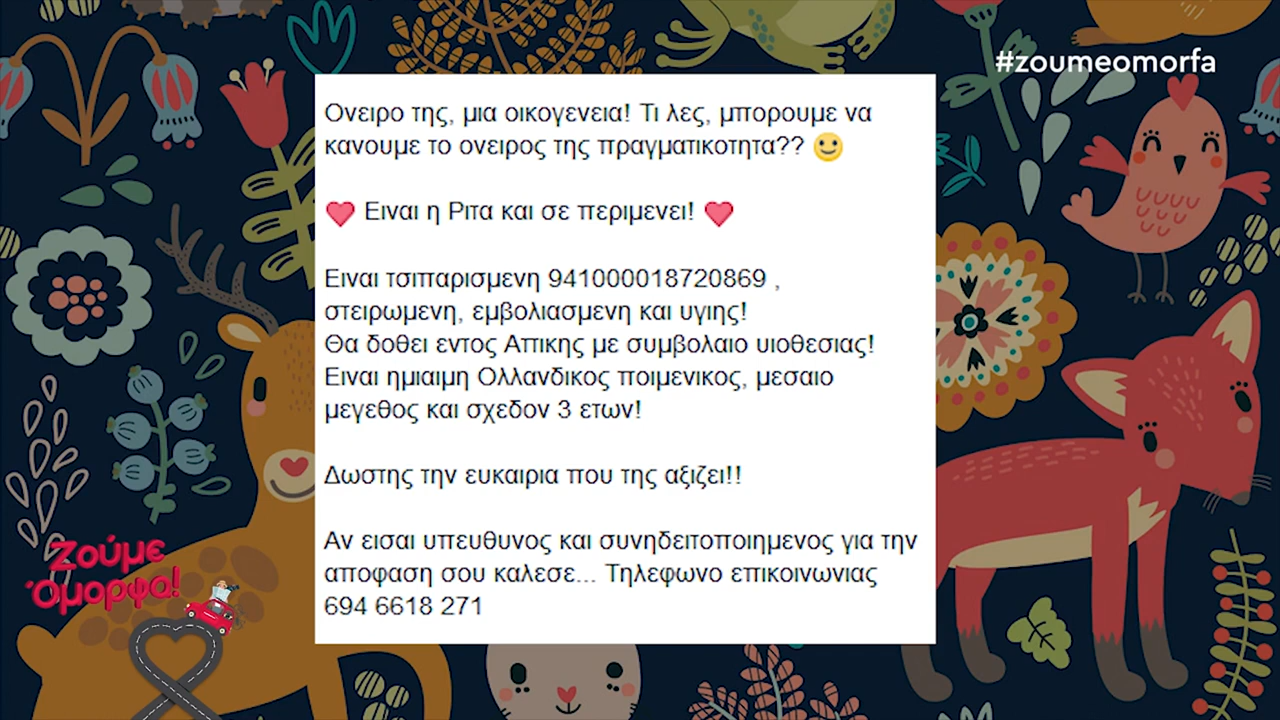 #zoumeomorfa
Ονειρο της, μια οικογενεια! Τι λες, μπορουμε να
κανουμε το ονειρος της πραγματικοτητα?? 🙂
❤ Ειναι η Ριτα και σε περιμενει! ❤
Ειναι τσιπαρισμενη 941000018720869 ,
στειρωμενη, εμβολιασμενη και υγιης!
Θα δοθει εντος Απικης με συμβολαιο υιοθεσιας!
Ειναι ημιαιμη Ολλανδικος ποιμενικος, μεσαιο
μεγεθος και σχεδον 3 ετων!
Δωστης την ευκαιρια που της αξιζει!!
Αν εισαι υπευθυνος και συνηδειτοποιημενος για την
αποφαση σου καλεσε... Τηλεφωνο επικοινωνιας
694 6618 271
Ζούμε
Όμορφα!